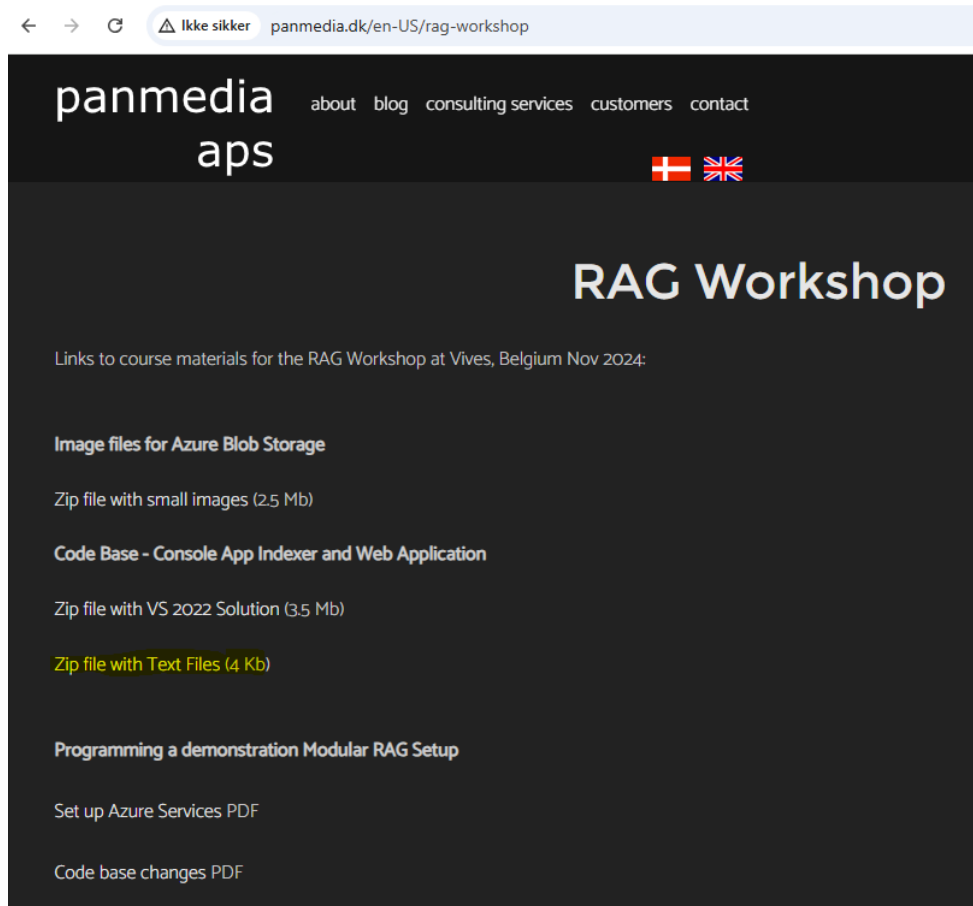 Ikke sikker panmedia.dk/en-US/rag-workshop
panmedia
aps
about blog consulting services customers contact
RAG Workshop
Links to course materials for the RAG Workshop at Vives, Belgium Nov 2024:
Image files for Azure Blob Storage
Zip file with small images (2.5 Mb)
Code Base - Console App Indexer and Web Application
Zip file with VS 2022 Solution (3.5 Mb)
Zip file with Text Files (4 Kb)
Programming a demonstration Modular RAG Setup
Set up Azure Services PDF
Code base changes PDF